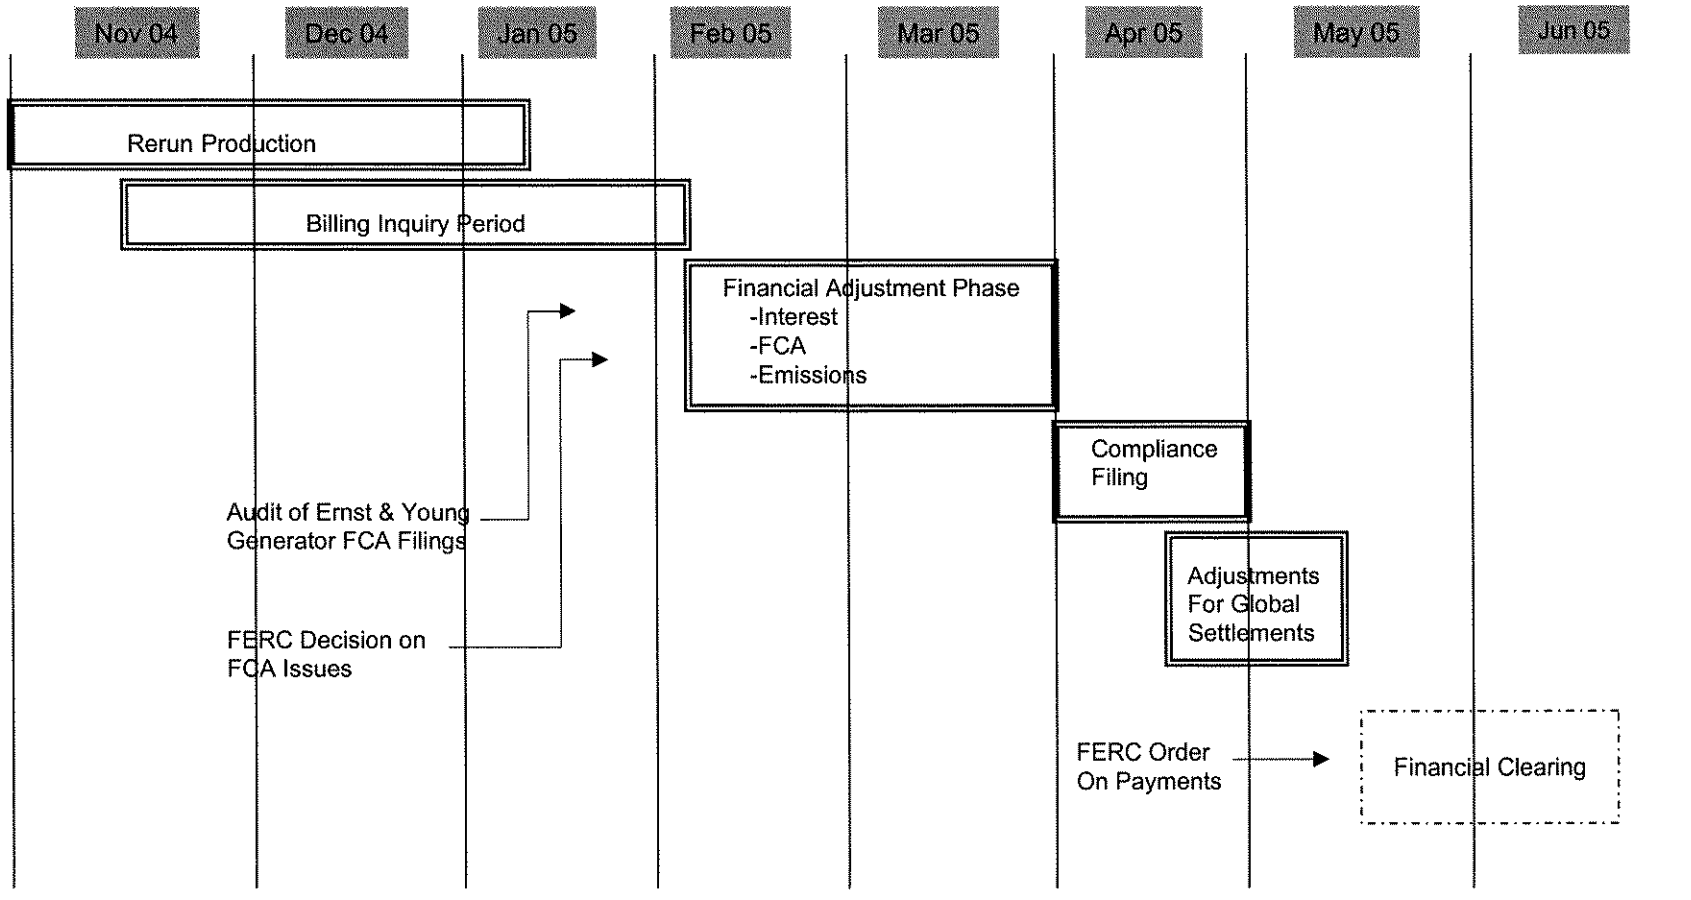 Nov 04
Dec 04
Jan 05
Feb 05
Mar 05
Apr 05
May 05
Jun 05
Rerun Production
Billing Inquiry Period
Financial Adjustment Phase
-Interest
-FCA
-Emissions
Compliance
Filing
Audit of Ernst & Young
Generator FCA Filings
Adjustments
For Global
Settlements
FERC Decision on
FCA Issues
FERC Order
On Payments
Financial Clearing